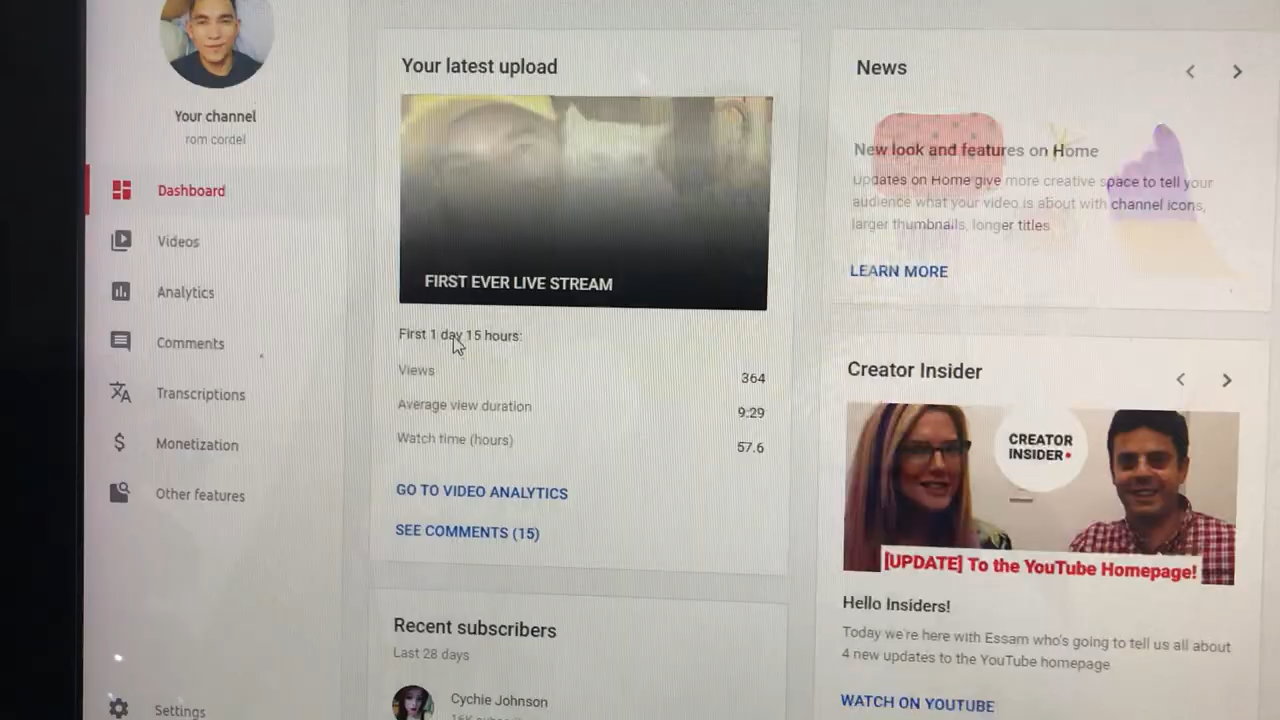 Your channel
rom cordel
Dashboard
Videos
Analytics
Comments
Transcriptions
Monetization
Other features
Settings
Your latest upload
FIRST EVER LIVE STREAM
First 1 day 15 hours:
Views 364
Average view duration 9:29
Watch time (hours) 57.6
GO TO VIDEO ANALYTICS
SEE COMMENTS (15)
Recent subscribers
Last 28 days
Cychie Johnson
News
New look and features on Home
Updates on Home give more creative space to tell your
audience what your video is about with channel icons,
larger thumbnails, longer titles
LEARN MORE
Creator Insider
CREATOR
INSIDER
[UPDATE] To the YouTube Homepage!
Hello Insiders!
Today we're here with Essam who's going to tell us all about
4 new updates to the YouTube homepage
WATCH ON YOUTUBE